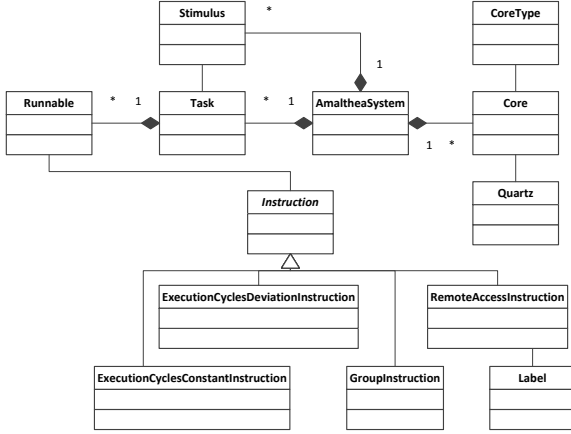 Stimulus
*
CoreType
1
Runnable
*
1
Task
*
1
AmaltheaSystem
Core
1
*
Instruction
Quartz
ExecutionCyclesDeviationInstruction
RemoteAccessInstruction
ExecutionCyclesConstantInstruction
GroupInstruction
Label